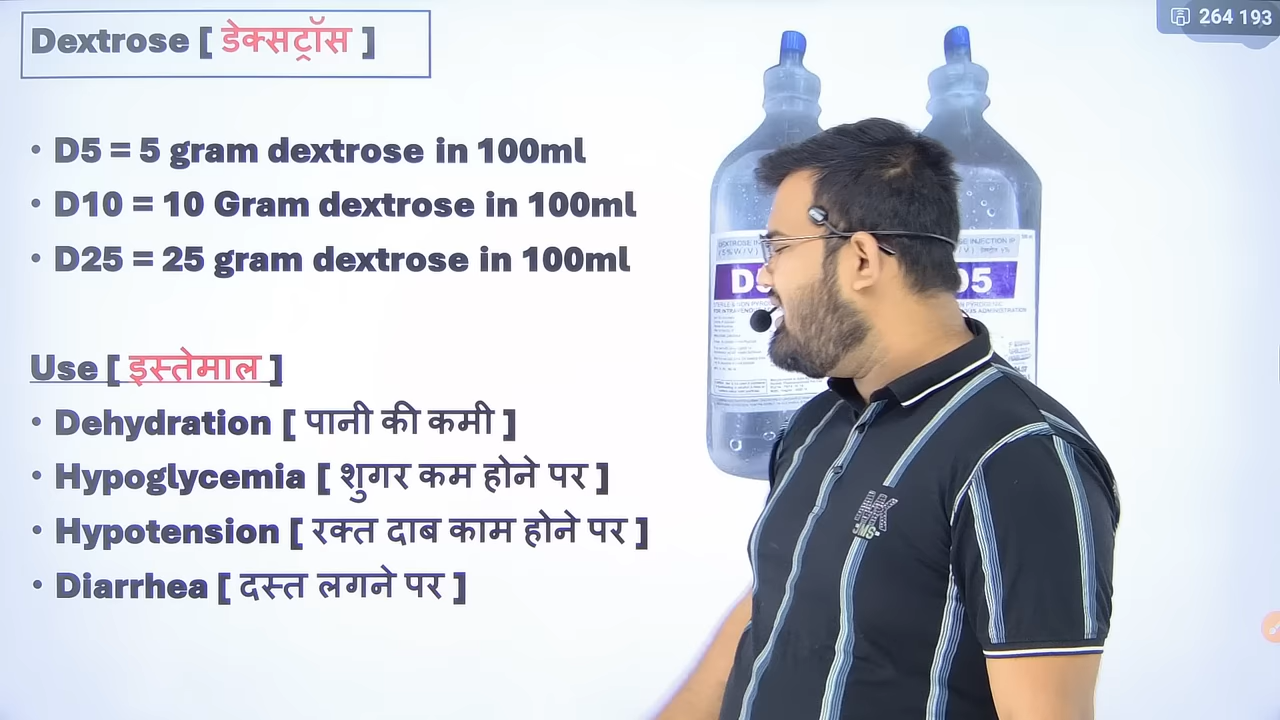 Dextrose [ डेक्सट्रॉस ]
264 193
• D5 = 5 gram dextrose in 100ml
• D10 = 10 Gram dextrose in 100ml
• D25 = 25 gram dextrose in 100ml
D5
Use [ इस्तेमाल ]
• Dehydration [ पानी की कमी ]
• Hypoglycemia [ शुगर कम होने पर ]
• Hypotension [ रक्त दाब काम होने पर ]
• Diarrhea [ दस्त लगने पर ]